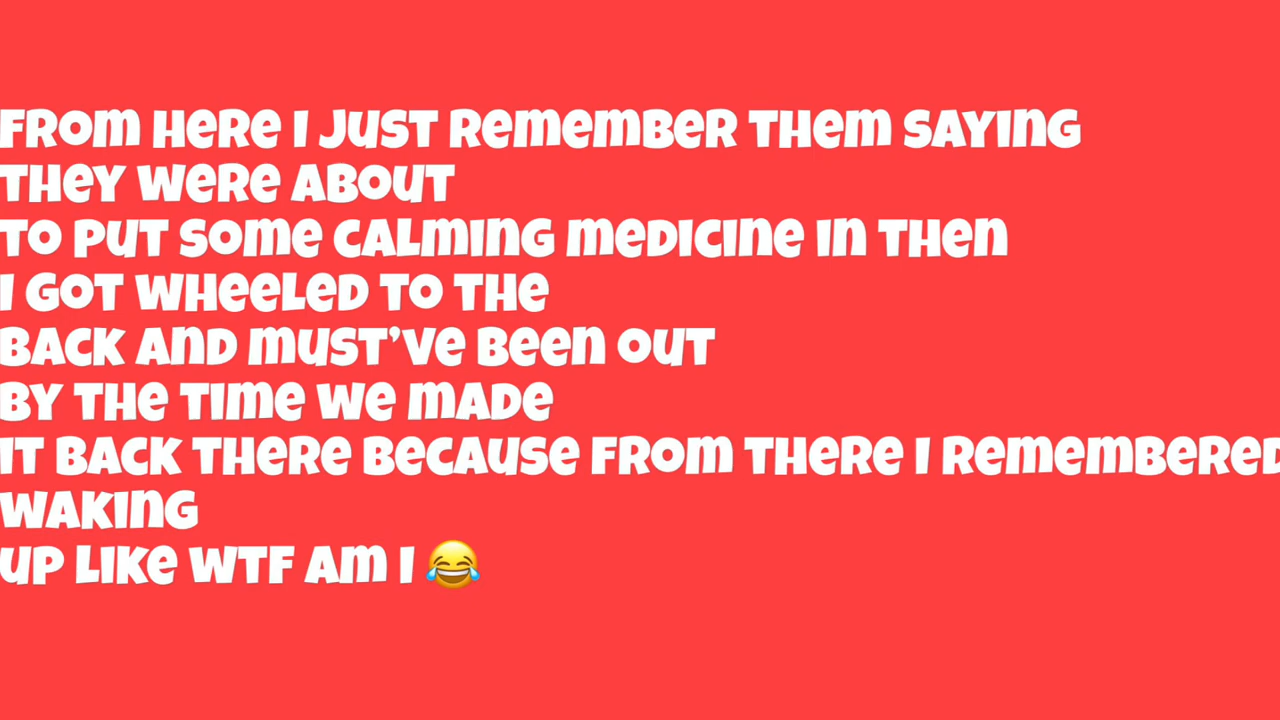 From here I just remember them saying
they were about
to put some calming medicine in then
I got wheeled to the
back and must’ve been out
by the time we made
it back there because from there I remembered
waking
up like wtf am I 😂